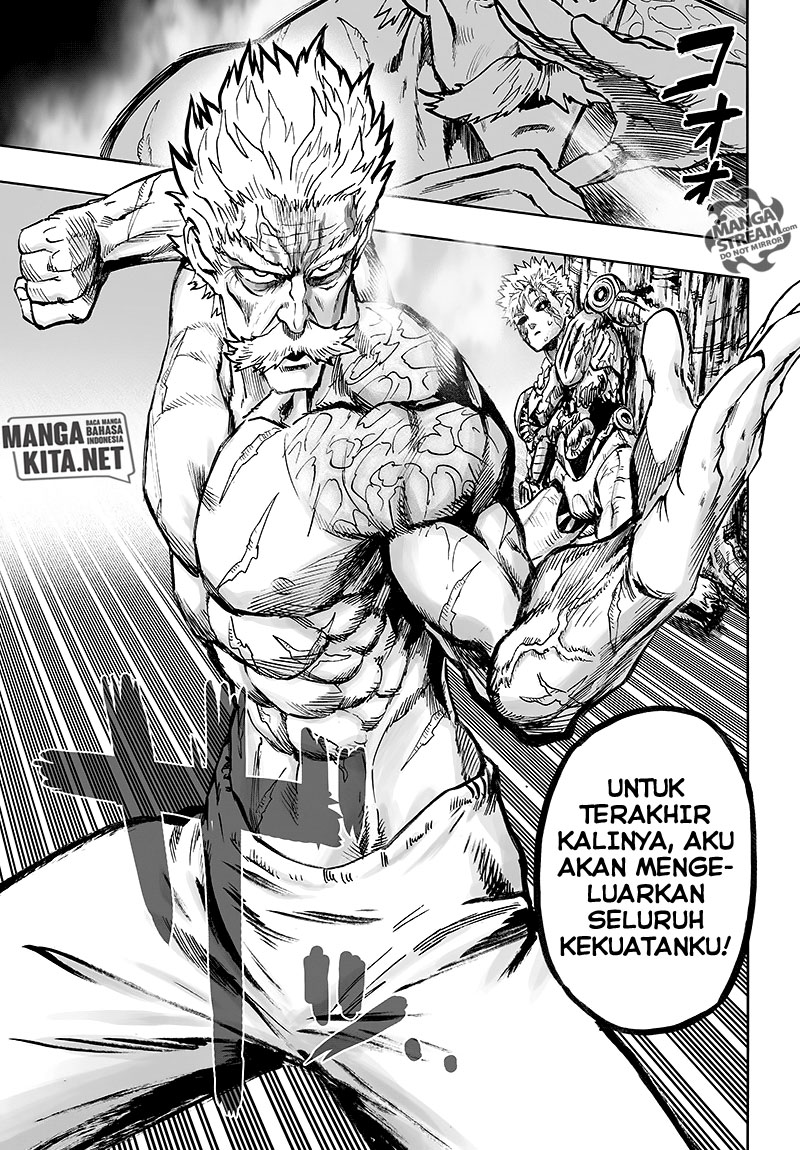 コオオ
MANGA
STREAM.com
DO NOT MIRROR
MANGA
KITA.NET
BACA MANGA
BAHASA
INDONESIA
UNTUK
TERAKHIR
KALINYA, AKU
AKAN MENGE-
LUARKAN
SELURUH
KEKUATANKU!